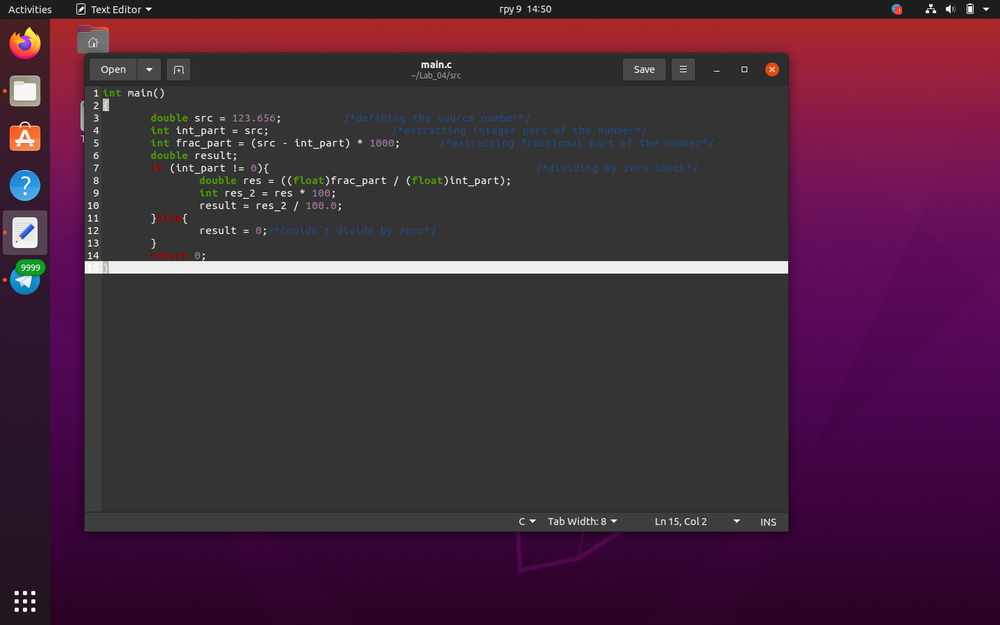 Activities Text Editor гру 9 14:50
Open main.c Save
~/Lab_04/src
1 int main()
2 {
3 double src = 123.656; /*defining the source number*/
4 int int_part = src; /*extracting integer part of the number*/
5 int frac_part = (src - int_part) * 1000; /*extracting fractional part of the number*/
6 double result;
7 if (int_part != 0){ /*dividing by zero check*/
8 double res = ((float)frac_part / (float)int_part);
9 int res_2 = res * 100;
10 result = res_2 / 100.0;
11 }else{
12 result = 0;/*Couldn`t divide by zero*/
13 }
14 return 0;
15 }
9999
C Tab Width: 8 Ln 15, Col 2 INS